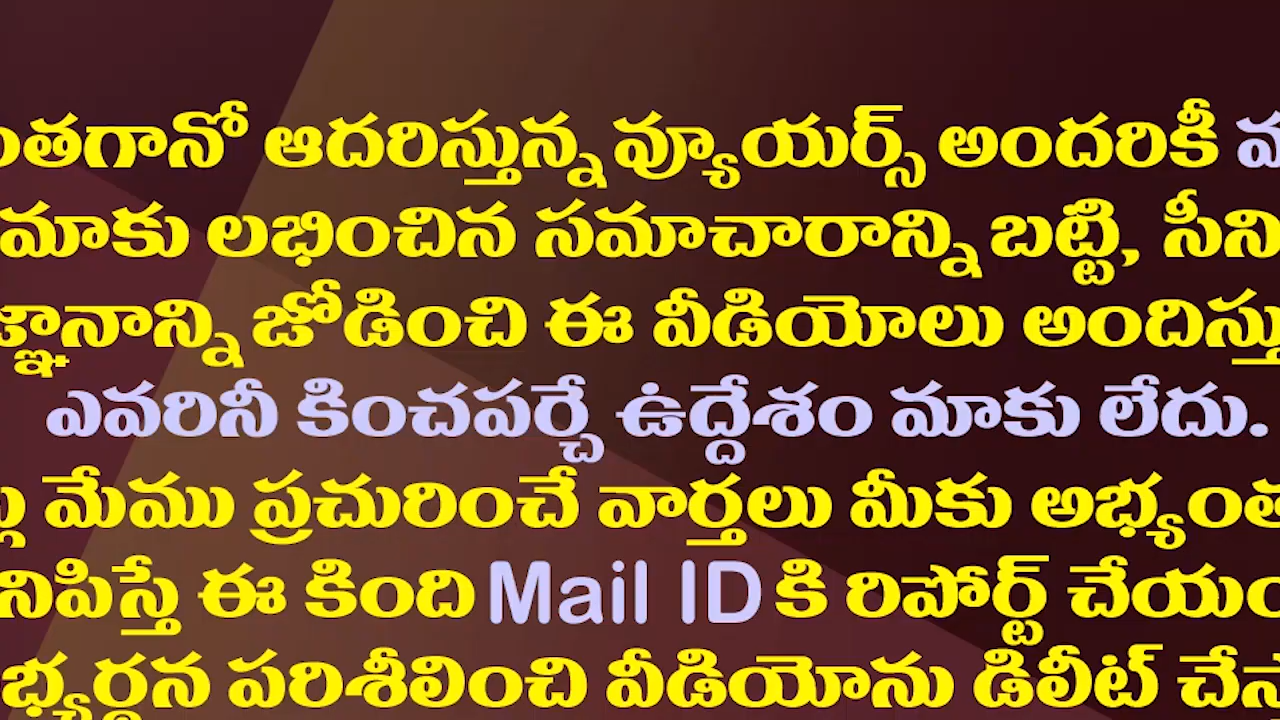 ఆదరిస్తున్న వ్యూయర్స్ అందరికీ
మాకు లభించిన సమాచారాన్ని బట్టి,
జోడించి ఈ వీడియోలు
ఎవరినీ కించపర్చే ఉద్దేశం మాకు లేదు.
మేము ప్రచురించే వార్తలు మీకు
ఈ కింది Mail ID కి రిపోర్ట్
పరిశీలించి వీడియోను డిలీట్